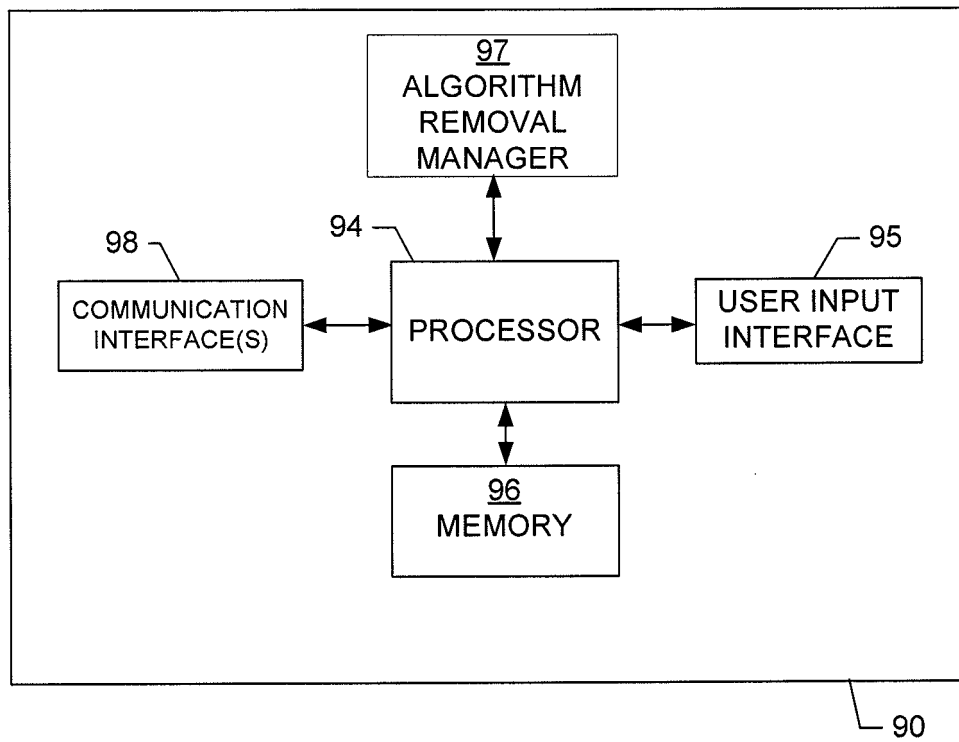 97
ALGORITHM
REMOVAL
MANAGER
94
98
95
COMMUNICATION
INTERFACE(S)
PROCESSOR
USER INPUT
INTERFACE
96
MEMORY
90